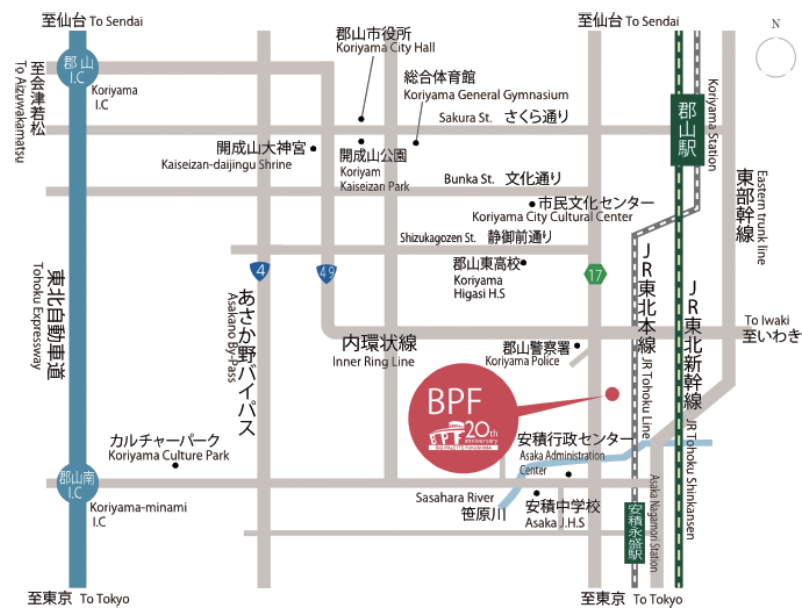 至仙台 To Sendai
至仙台 To Sendai
N
郡山市役所
Koriyama City Hall
総合体育館
Koriyama General Gymnasium
郡山
I.C
Koriyama
I.C
至会津若松
To Aizuwakamatsu
Sakura St. さくら通り
郡山駅
Koriyama Station
開成山大神宮
Kaiseizan-daijingu Shrine
開成山公園
Koriyam
Kaiseizan Park
Bunka St. 文化通り
市民文化センター
Koriyama City Cultural Center
東部幹線
Eastern trunk line
Shizukagozen St. 静御前通り
郡山東高校
Koriyama
Higasi H.S
4
49
17
東北自動車道
Tohoku Expressway
あさか野バイパス
Asakano By-Pass
内環状線
Inner Ring Line
郡山警察署
Koriyama Police
JR東北本線
JR Tohoku Line
JR東北新幹線
JR Tohoku Shinkansen
To Iwaki
至いわき
BPF
BPF 20th
anniversary
BIG PALETTE FUKUSHIMA
カルチャーパーク
Koriyama Culture Park
安積行政センター
Asaka Administration
Center
郡山南
I.C
Koriyama-minami
I.C
Sasahara River
笹原川
安積中学校
Asaka J.H.S
安積永盛駅
Asaka Nagamori Station
至東京 To Tokyo
至東京 To Tokyo